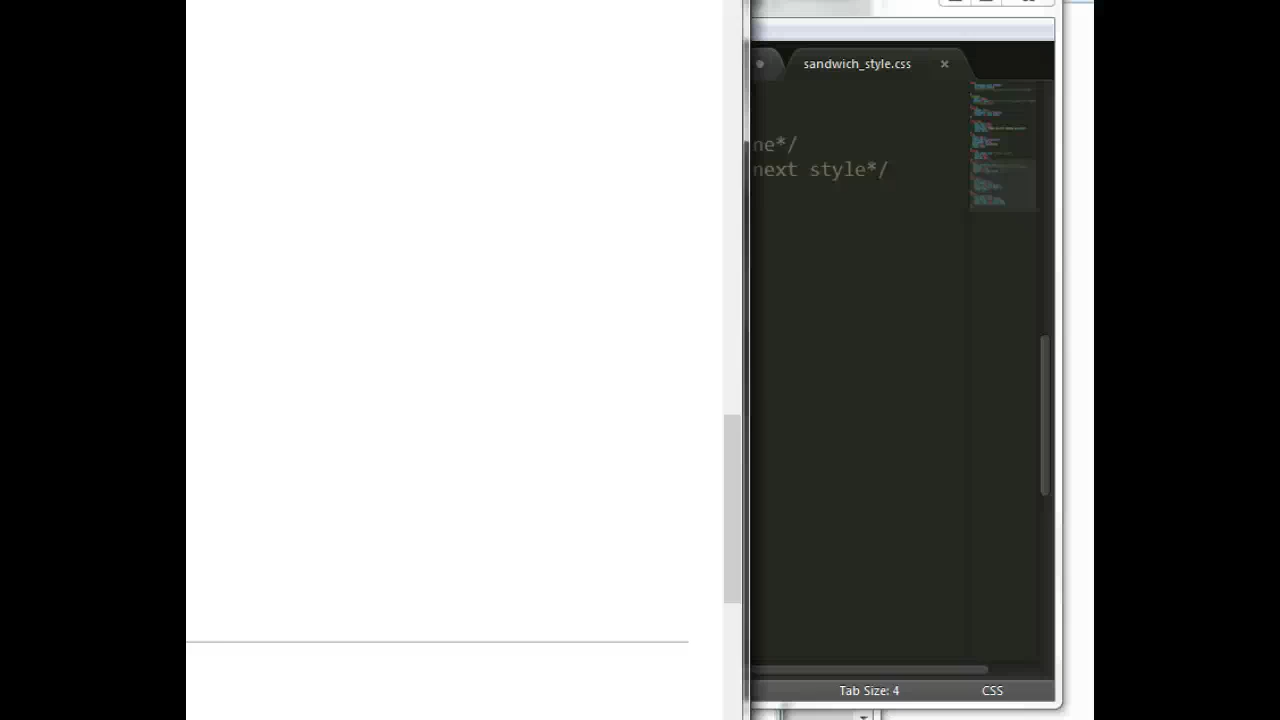 sandwich_style.css
ne*/
next style*/
Tab Size: 4
CSS